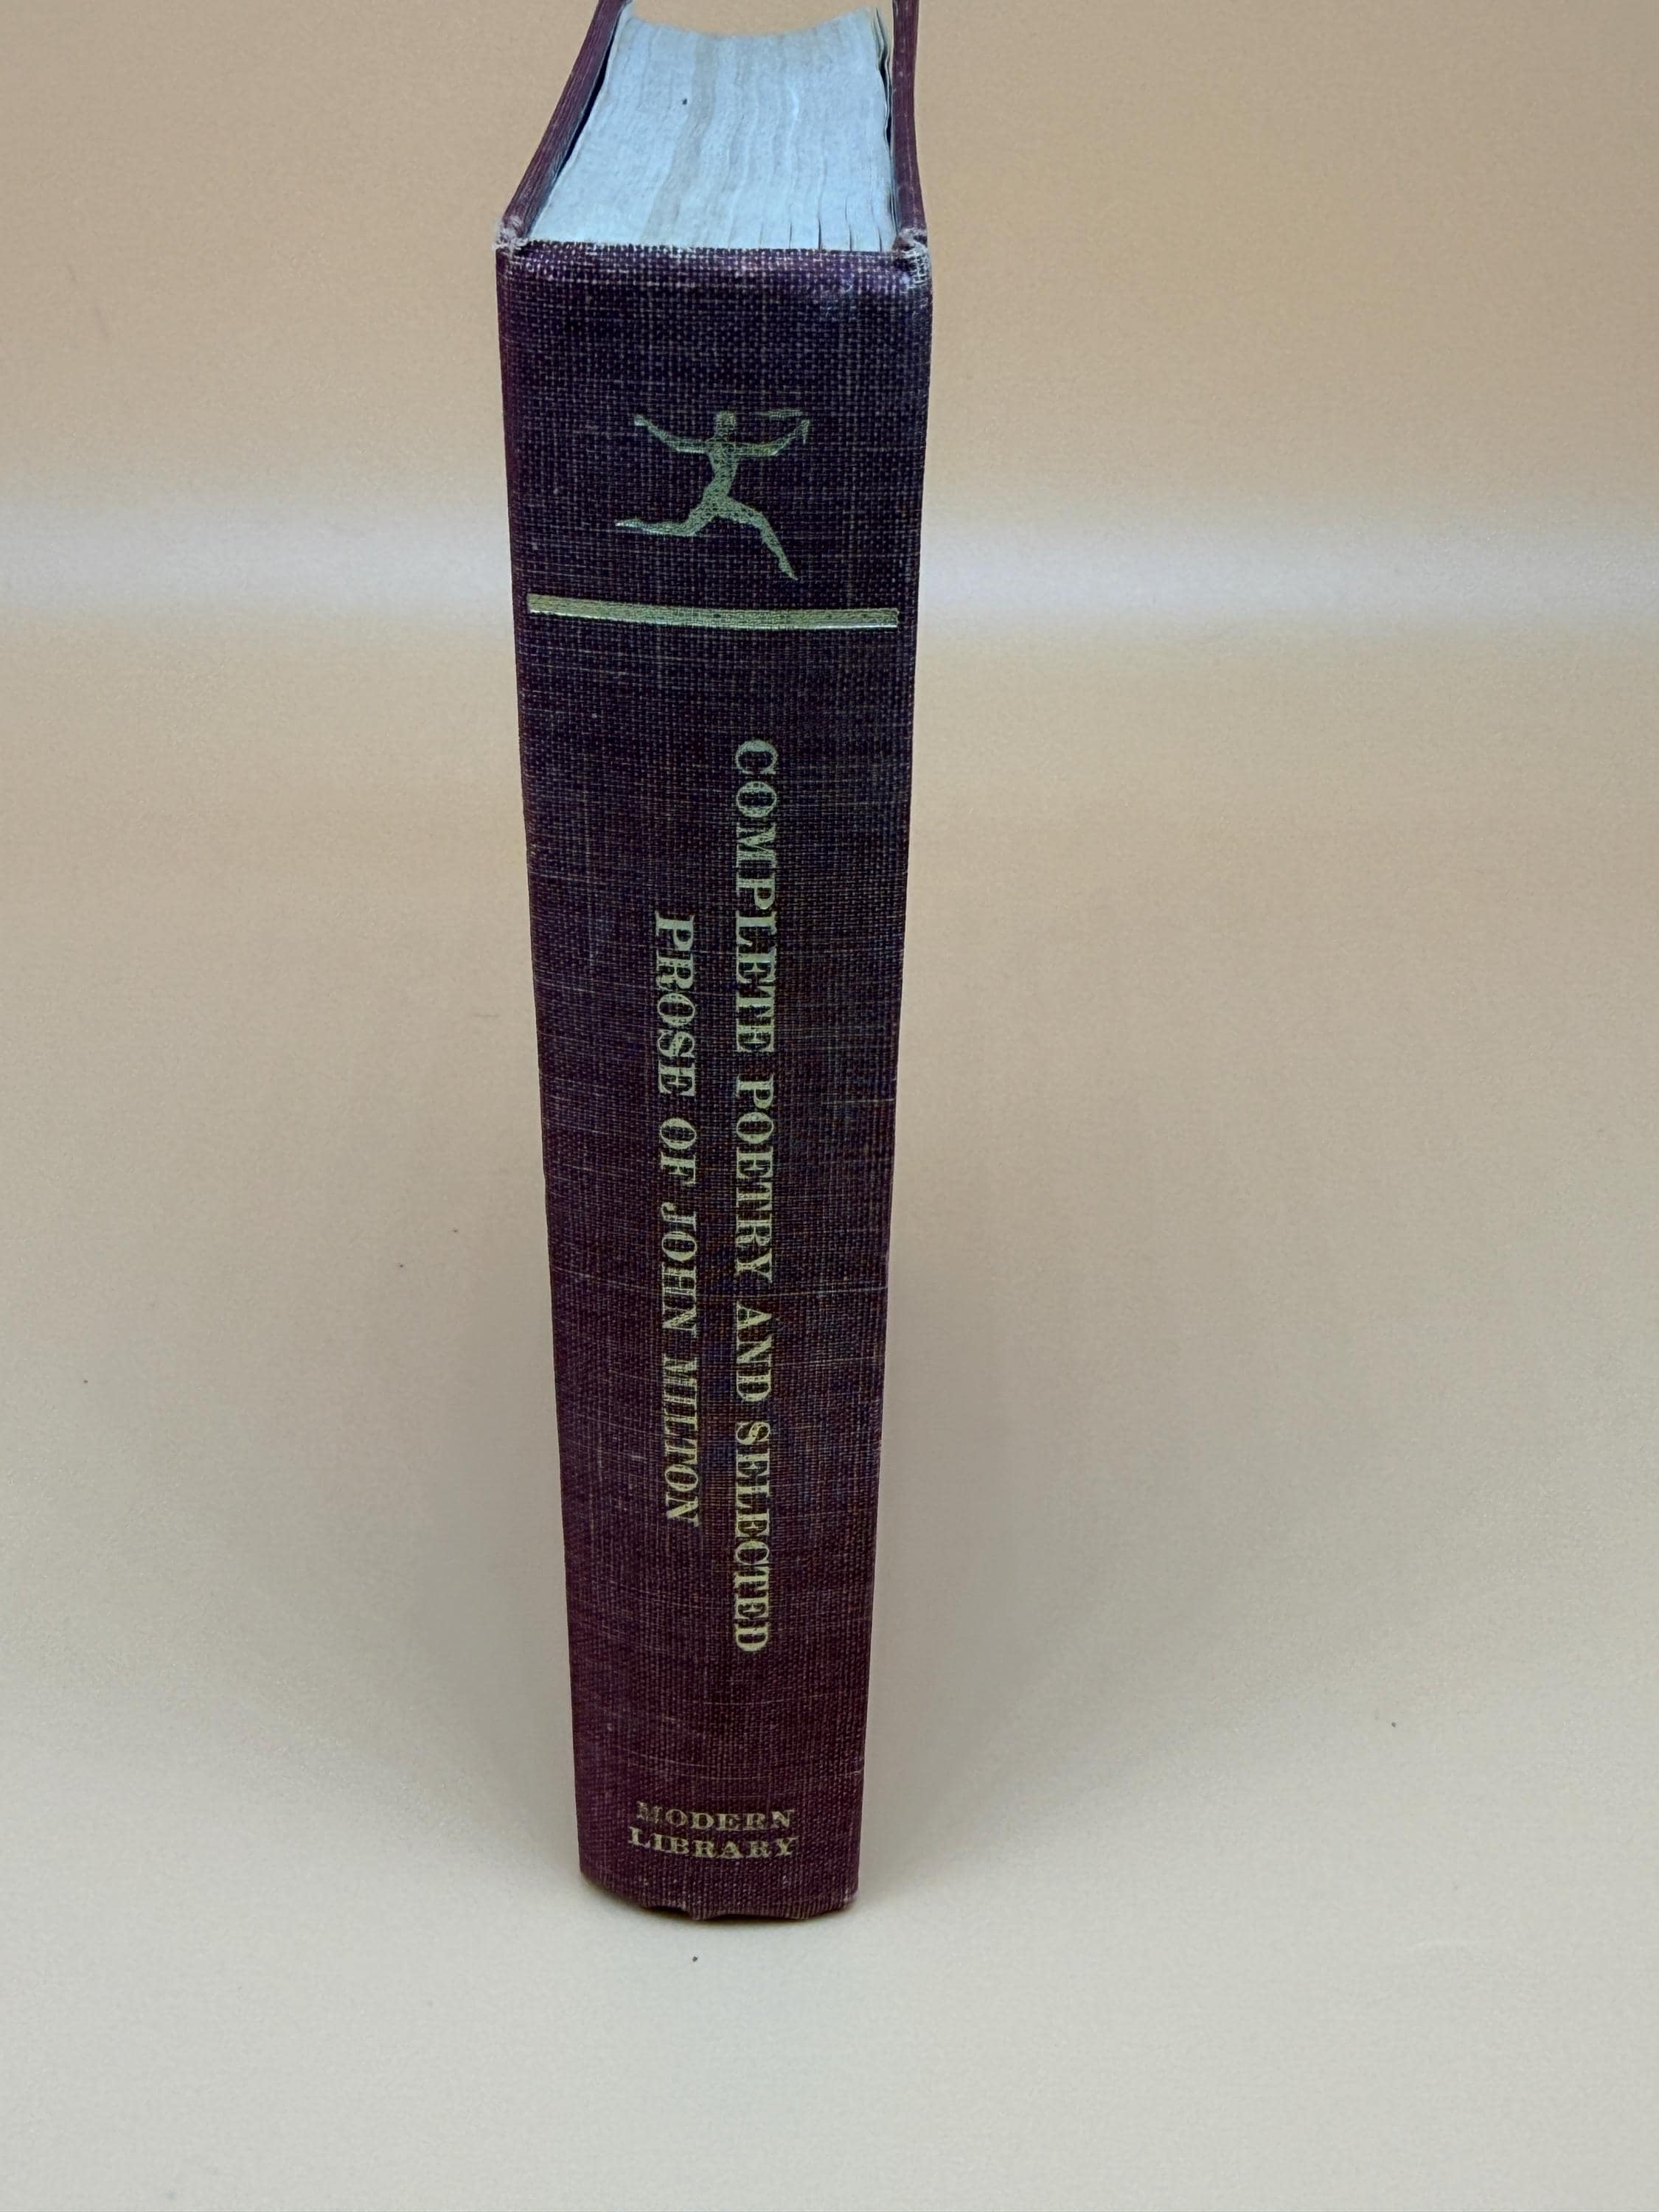 COMPLETE POETRY AND SELECTED
PROSE OF JOHN MILTON
MODERN
LIBRARY